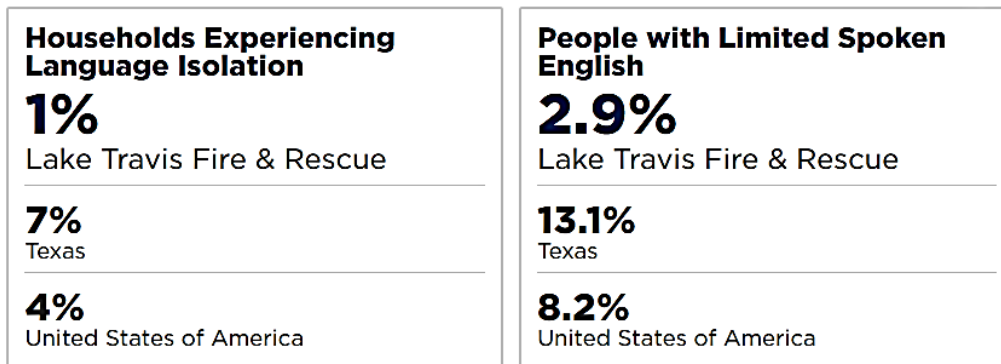 Households Experiencing
Language Isolation
1%
Lake Travis Fire & Rescue
7%
Texas
4%
United States of America
People with Limited Spoken
English
2.9%
Lake Travis Fire & Rescue
13.1%
Texas
8.2%
United States of America